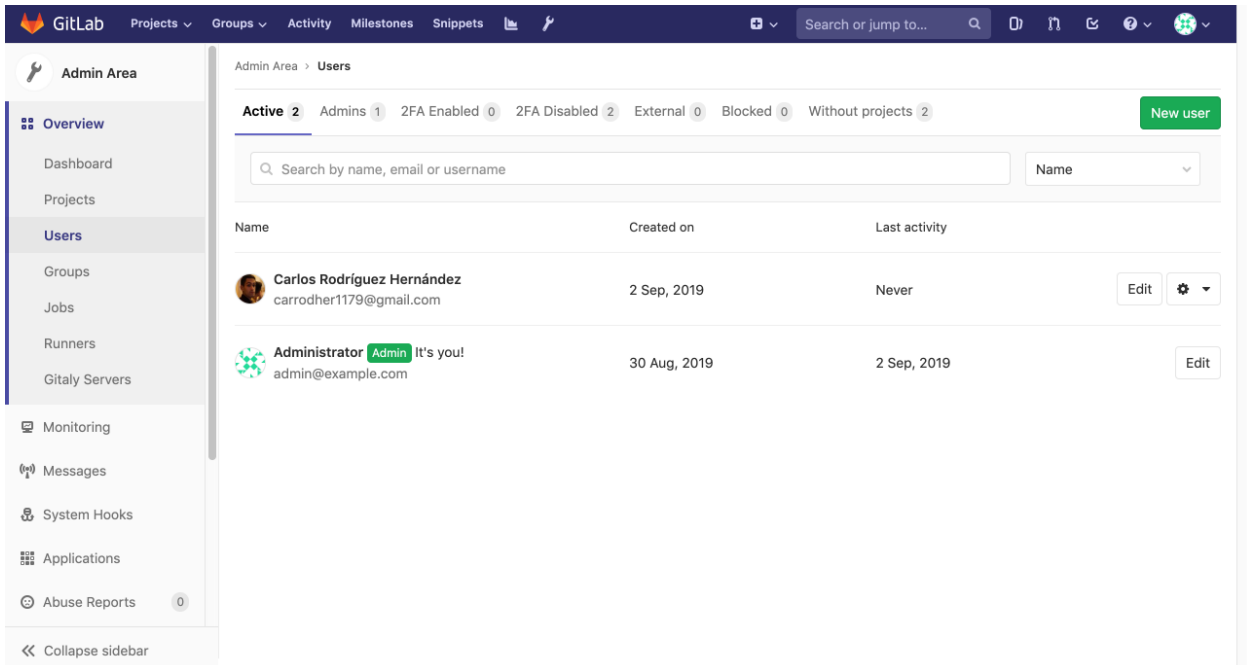 GitLab Projects Groups Activity Milestones Snippets Search or jump to...
Admin Area
Overview
Dashboard
Projects
Users
Groups
Jobs
Runners
Gitaly Servers
Monitoring
Messages
System Hooks
Applications
Abuse Reports 0
Collapse sidebar
Admin Area > Users
Active 2 Admins 1 2FA Enabled 0 2FA Disabled 2 External 0 Blocked 0 Without projects 2 New user
Search by name, email or username Name
Name Created on Last activity
Carlos Rodríguez Hernández
carrodher1179@gmail.com
2 Sep, 2019 Never Edit
Administrator Admin It's you!
admin@example.com
30 Aug, 2019 2 Sep, 2019 Edit